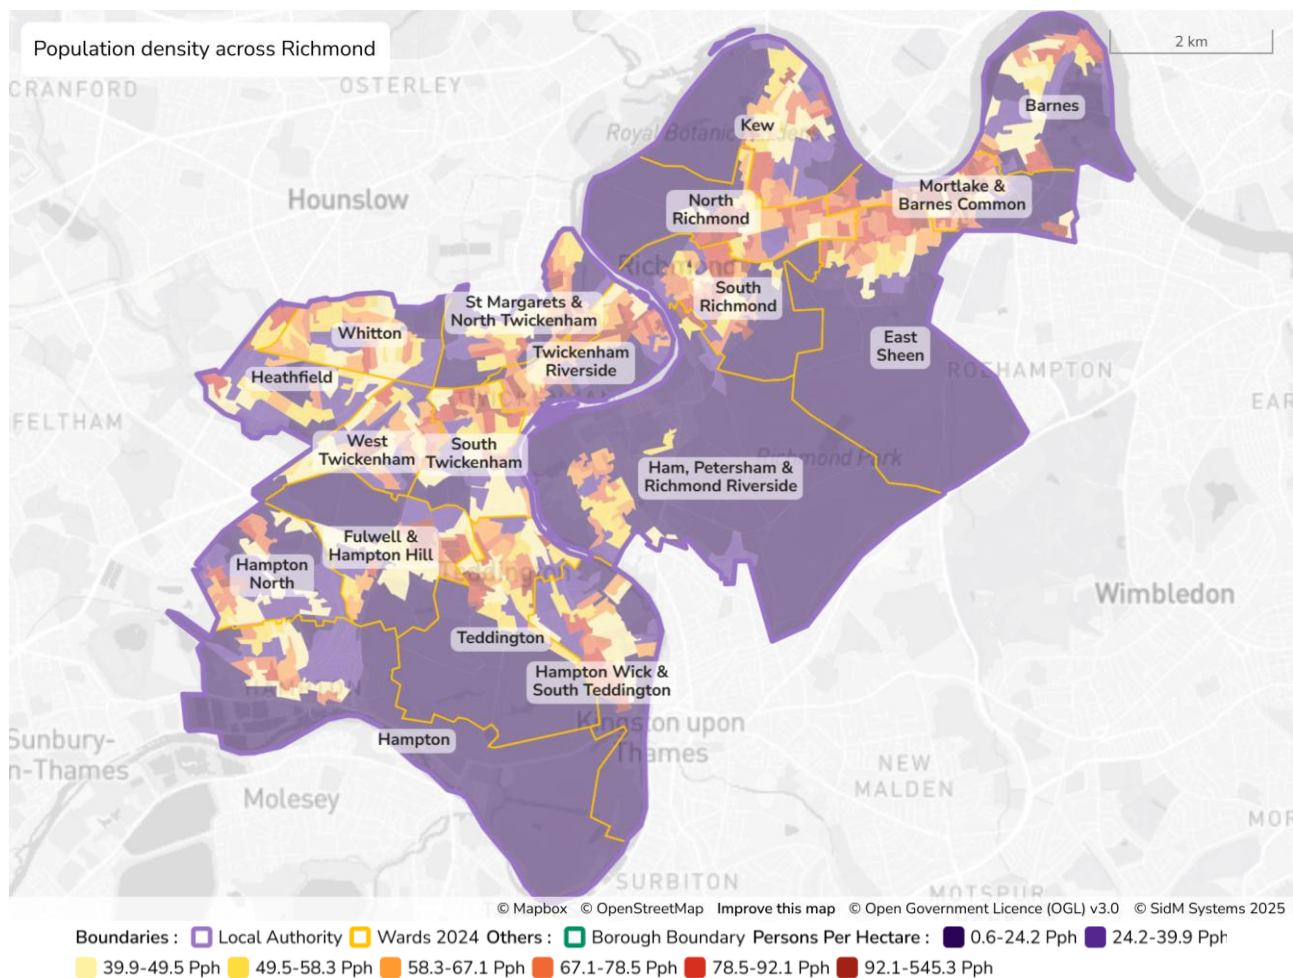 Population density across Richmond
2 km
CRANFORD
OSTERLEY
Barnes
Kew
Royal Botanic Gardens
Mortlake &
Barnes Common
Hounslow
North
Richmond
Richmond
South
Richmond
St Margarets &
North Twickenham
Whitton
East
Sheen
Twickenham
Riverside
ROEHAMPTON
Heathfield
EAR
FELTHAM
West
Twickenham
South
Twickenham
Richmond Park
Ham, Petersham &
Richmond Riverside
Fulwell &
Hampton Hill
Hampton
North
Teddington
Wimbledon
Teddington
Hampton Wick &
South Teddington
HAMPTON
Kingston upon
Thames
Hampton
Sunbury-
n-Thames
NEW
MALDEN
Molesey
MOR
SURBITON
MOTSPUR
© Mapbox © OpenStreetMap Improve this map © Open Government Licence (OGL) v3.0 © SidM Systems 2025
Boundaries : Local Authority Wards 2024 Others : Borough Boundary Persons Per Hectare : 0.6-24.2 Pph 24.2-39.9 Pph
39.9-49.5 Pph 49.5-58.3 Pph 58.3-67.1 Pph 67.1-78.5 Pph 78.5-92.1 Pph 92.1-545.3 Pph